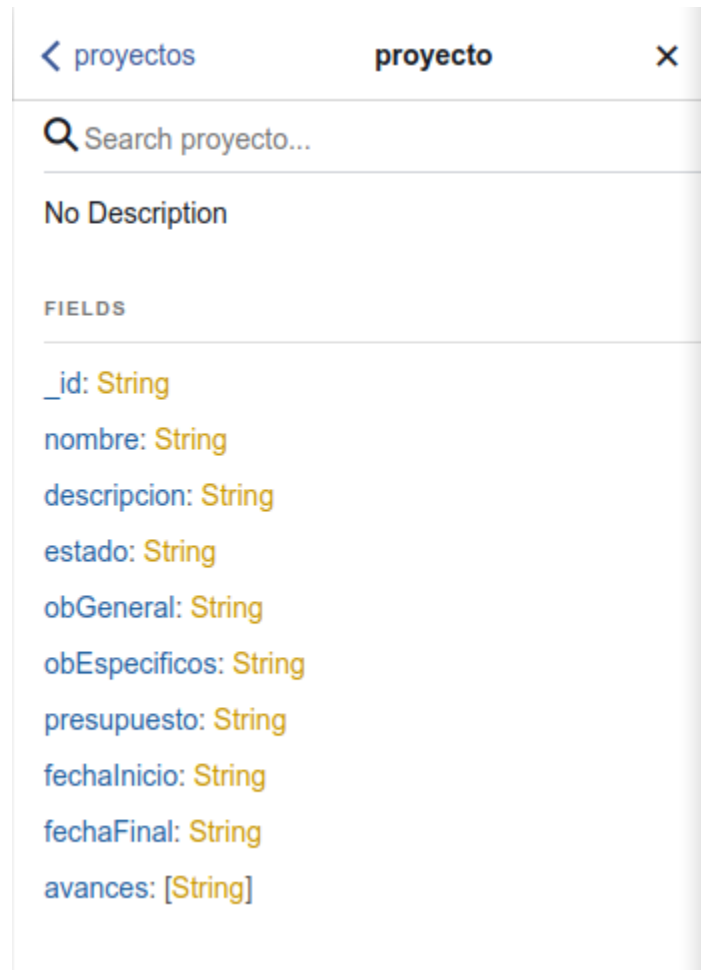 proyectos proyecto ×
Search proyecto...
No Description
FIELDS
_id: String
nombre: String
descripcion: String
estado: String
obGeneral: String
obEspecificos: String
presupuesto: String
fechaInicio: String
fechaFinal: String
avances: [String]